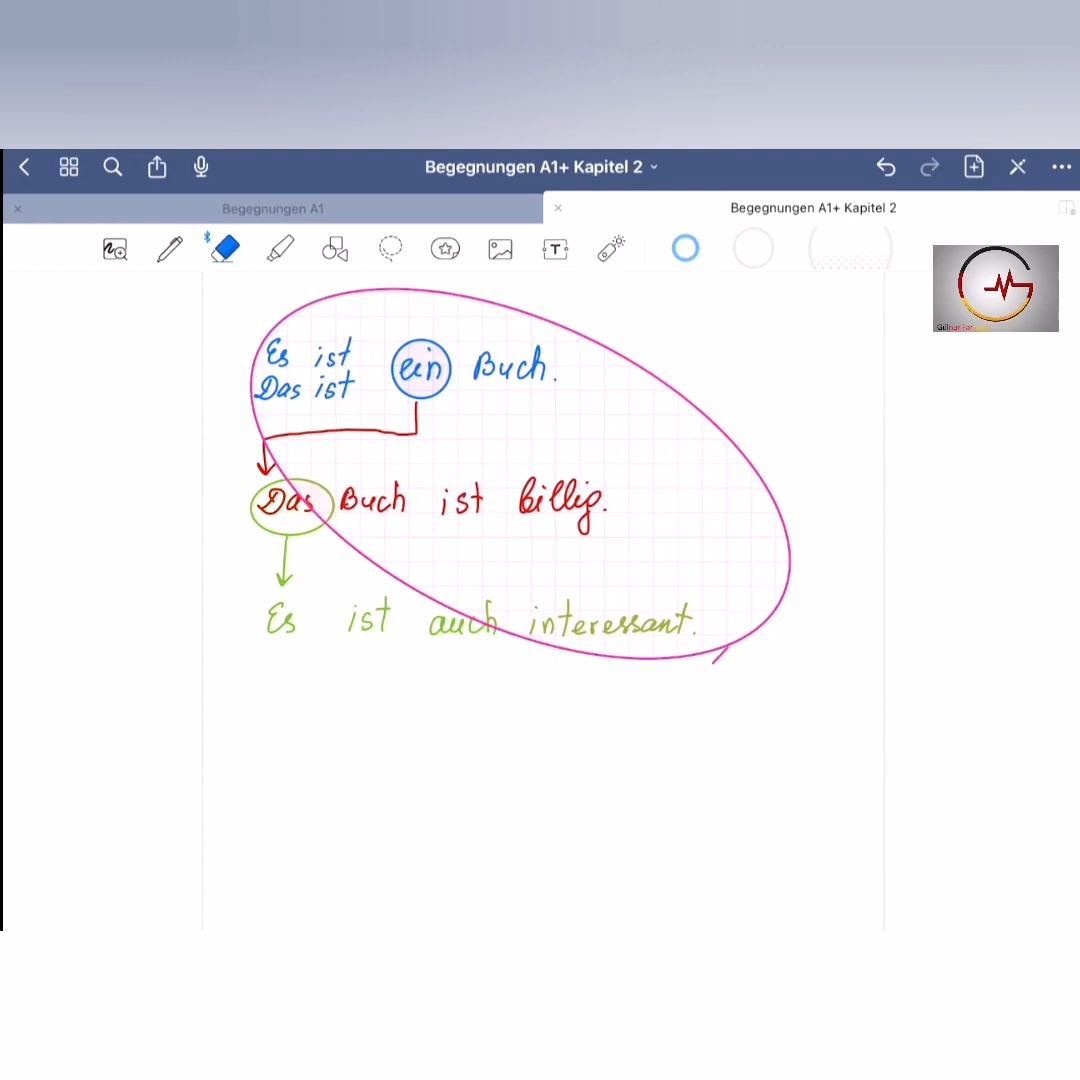 Begegnungen A1+ Kapitel 2
Begegnungen A1
Begegnungen A1+ Kapitel 2
T
Es ist
Das ist ein Buch.
Das Buch ist billig.
Es ist auch interessant.